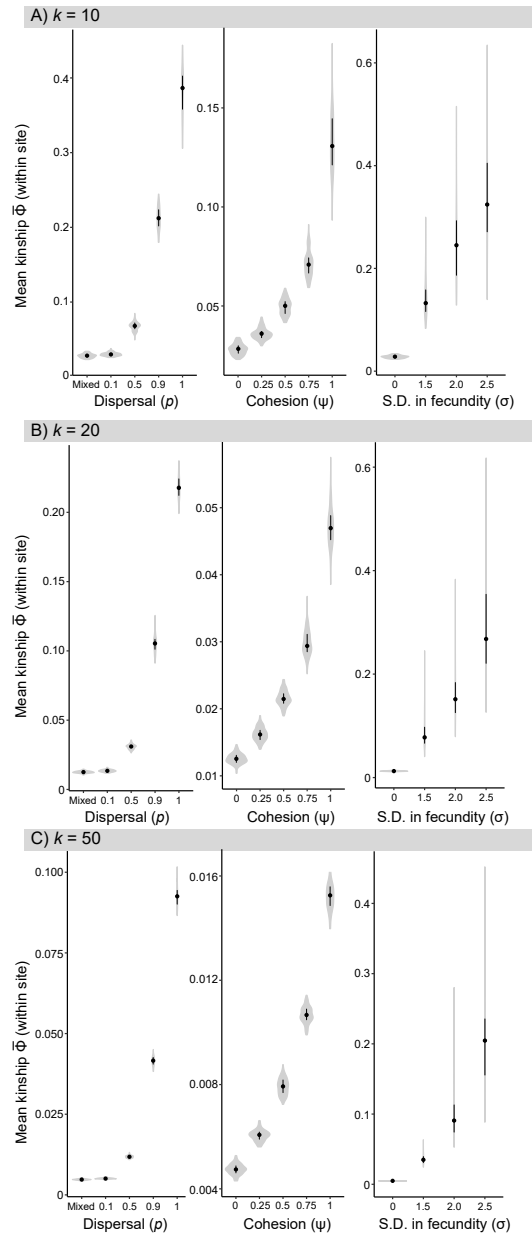 A) k = 10
Mean kinship Φ̅ (within site)
0.4
0.3
0.2
0.1
0
Mixed 0.1 0.5 0.9 1
Dispersal (p)
0.15
0.10
0.05
0 0.25 0.5 0.75 1
Cohesion (ψ)
0.6
0.4
0.2
0
0 1.5 2.0 2.5
S.D. in fecundity (σ)
B) k = 20
Mean kinship Φ̅ (within site)
0.20
0.15
0.10
0.05
0
Mixed 0.1 0.5 0.9 1
Dispersal (p)
0.05
0.04
0.03
0.02
0.01
0 0.25 0.5 0.75 1
Cohesion (ψ)
0.6
0.4
0.2
0
0 1.5 2.0 2.5
S.D. in fecundity (σ)
C) k = 50
Mean kinship Φ̅ (within site)
0.100
0.075
0.050
0.025
0
Mixed 0.1 0.5 0.9 1
Dispersal (p)
0.016
0.012
0.008
0.004
0 0.25 0.5 0.75 1
Cohesion (ψ)
0.4
0.3
0.2
0.1
0
0 1.5 2.0 2.5
S.D. in fecundity (σ)